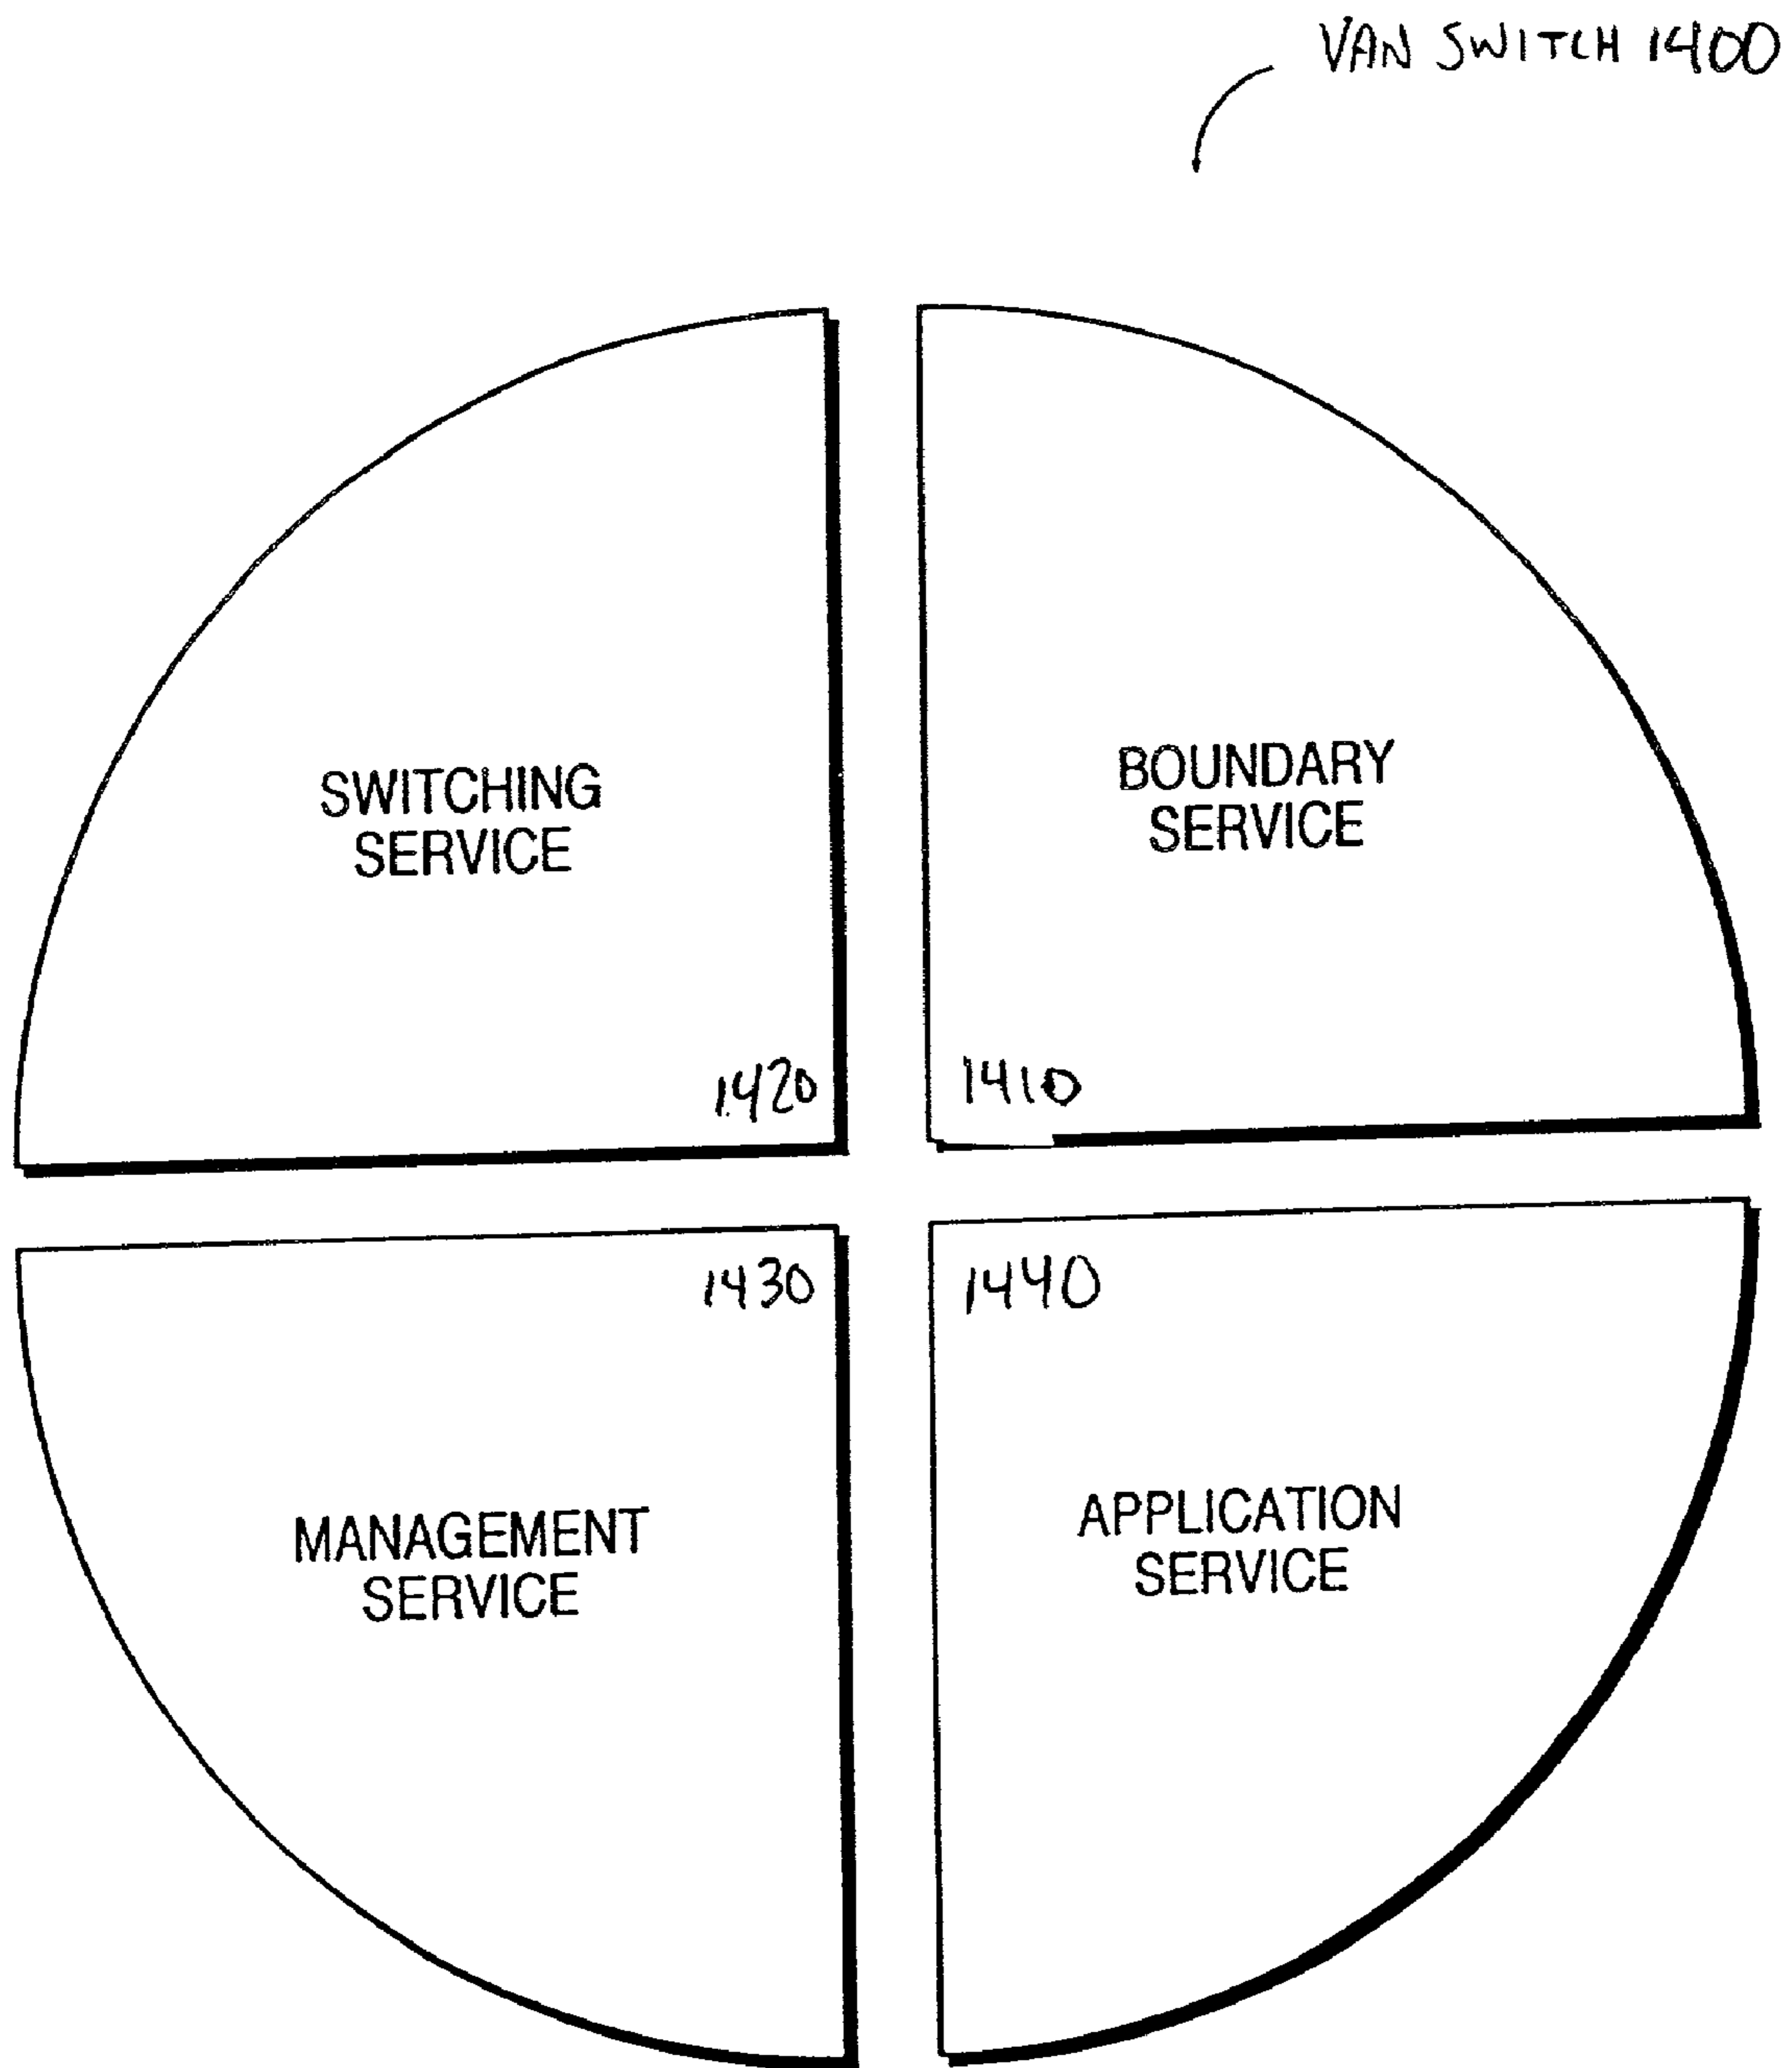 VAN SWITCH 1400
SWITCHING
SERVICE
1420
BOUNDARY
SERVICE
1410
MANAGEMENT
SERVICE
1430
1440
APPLICATION
SERVICE